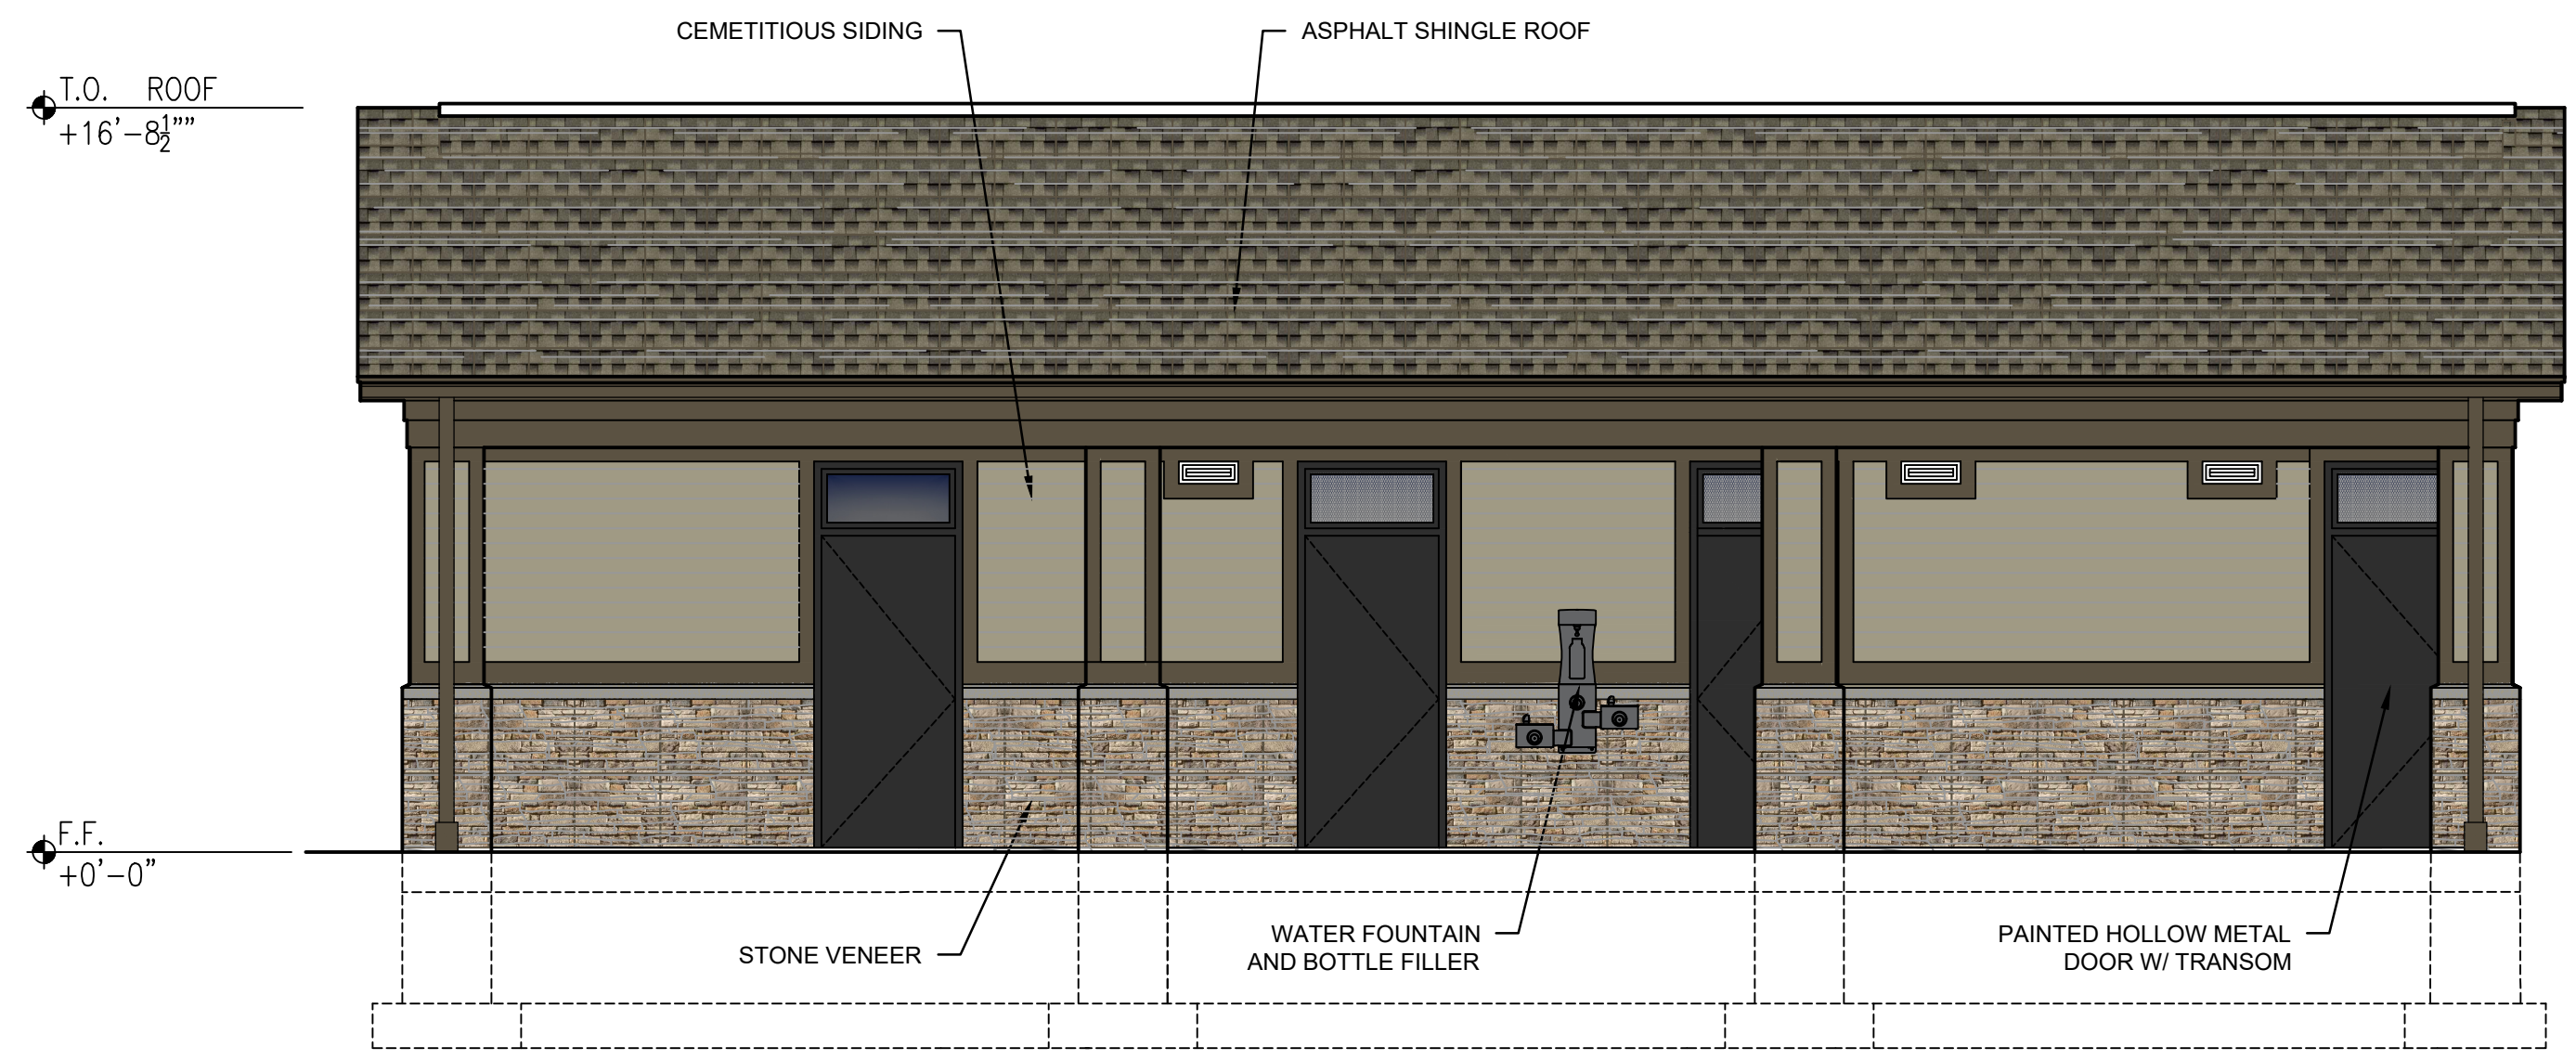 CEMETITIOUS SIDING
ASPHALT SHINGLE ROOF
T.O. ROOF
+16'-8½""
F.F.
+0'-0"
STONE VENEER
WATER FOUNTAIN
AND BOTTLE FILLER
PAINTED HOLLOW METAL
DOOR W/ TRANSOM